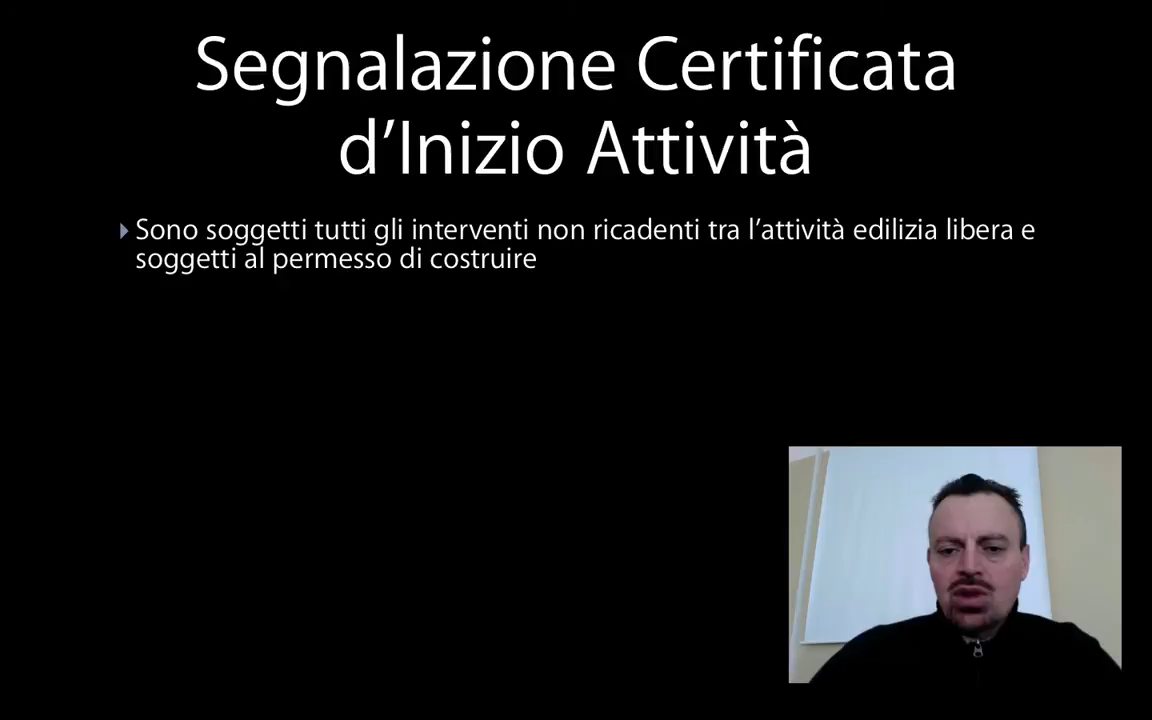 Segnalazione Certificata
d’Inizio Attività
Sono soggetti tutti gli interventi non ricadenti tra l’attività edilizia libera e
soggetti al permesso di costruire